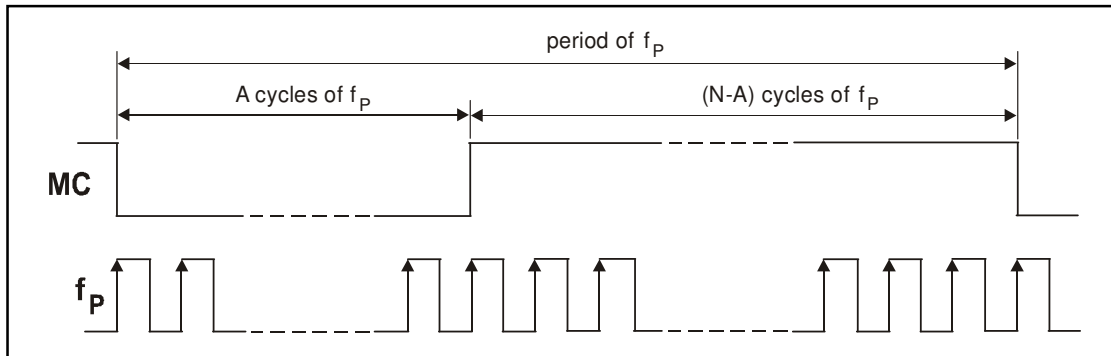 period of fP
A cycles of fP
(N-A) cycles of fP
MC
fP